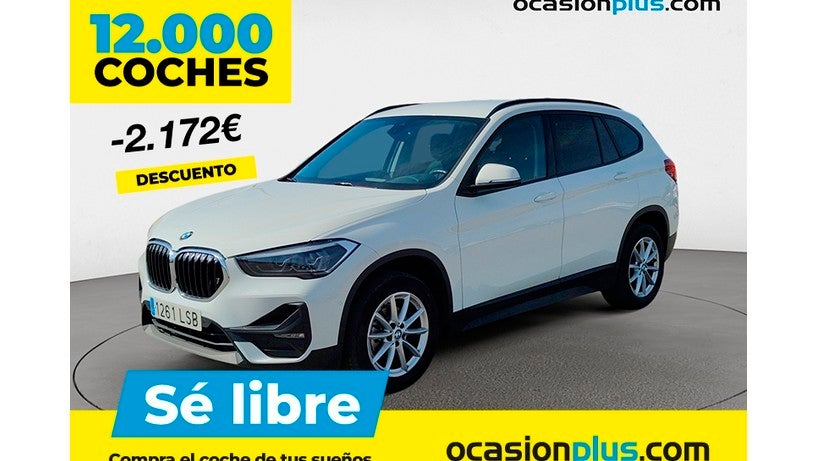 ocasionplus.com
12.000
COCHES
-2.172€
DESCUENTO
1261 LSB
Sé libre
Compra el coche de tus sueños
ocasionplus.com